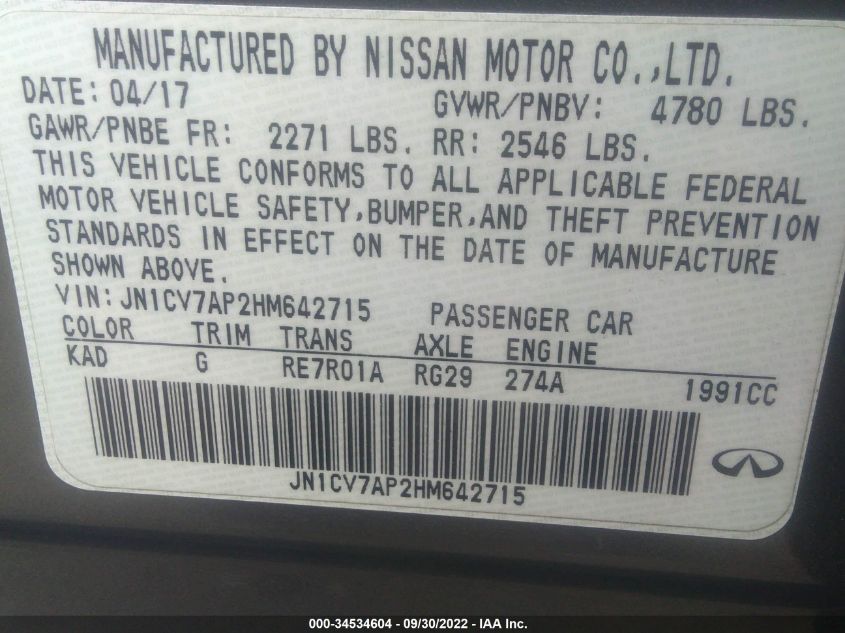 MANUFACTURED BY NISSAN MOTOR CO.,LTD.
DATE: 04/17 GVWR/PNBV: 4780 LBS.
GAWR/PNBE FR: 2271 LBS. RR: 2546 LBS.
THIS VEHICLE CONFORMS TO ALL APPLICABLE FEDERAL
MOTOR VEHICLE SAFETY,BUMPER,AND THEFT PREVENTION
STANDARDS IN EFFECT ON THE DATE OF MANUFACTURE
SHOWN ABOVE.
VIN: JN1CV7AP2HM642715 PASSENGER CAR
COLOR TRIM TRANS AXLE ENGINE
KAD G RE7R01A RG29 274A 1991CC
JN1CV7AP2HM642715
000-34534604 - 09/30/2022 - IAA Inc.